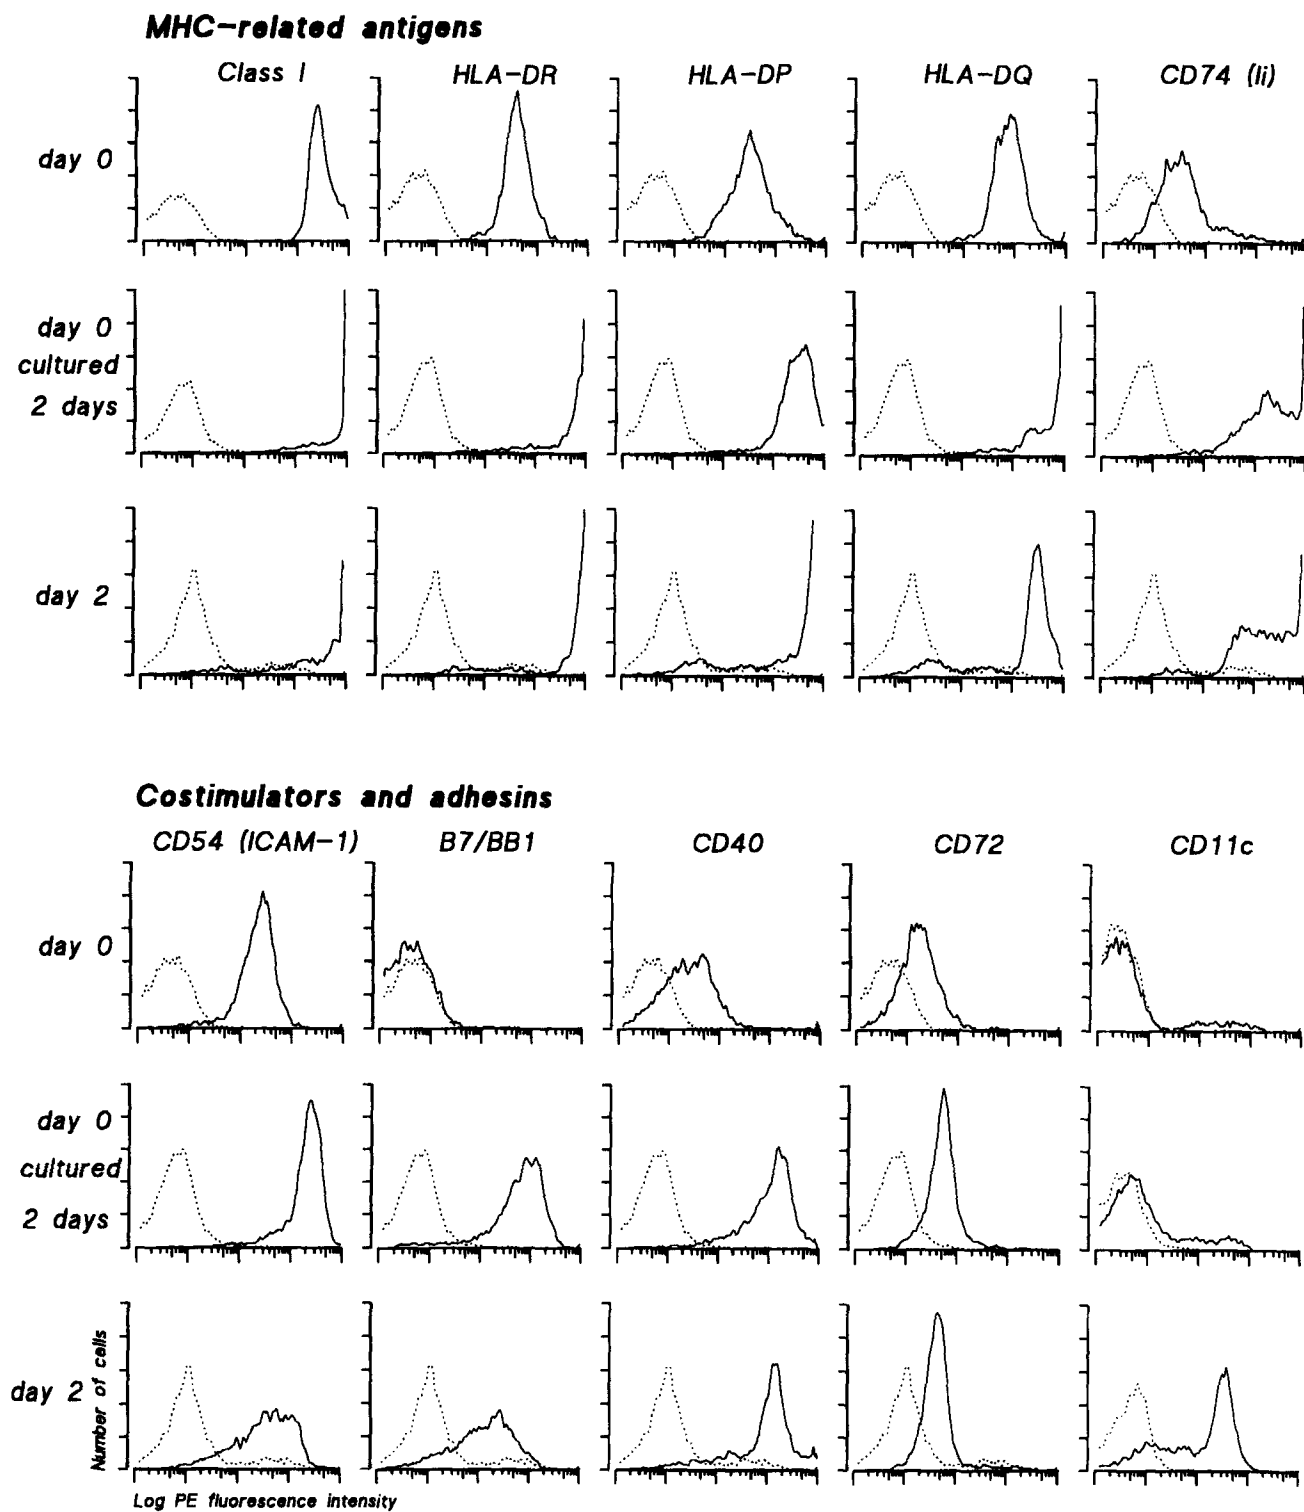 MHC-related antigens
Class I HLA-DR HLA-DP HLA-DQ CD74 (Ii)
day 0
day 0
cultured
2 days
day 2
Costimulators and adhesins
CD54 (ICAM-1) B7/BB1 CD40 CD72 CD11c
day 0
day 0
cultured
2 days
day 2
Number of cells
Log PE fluorescence intensity